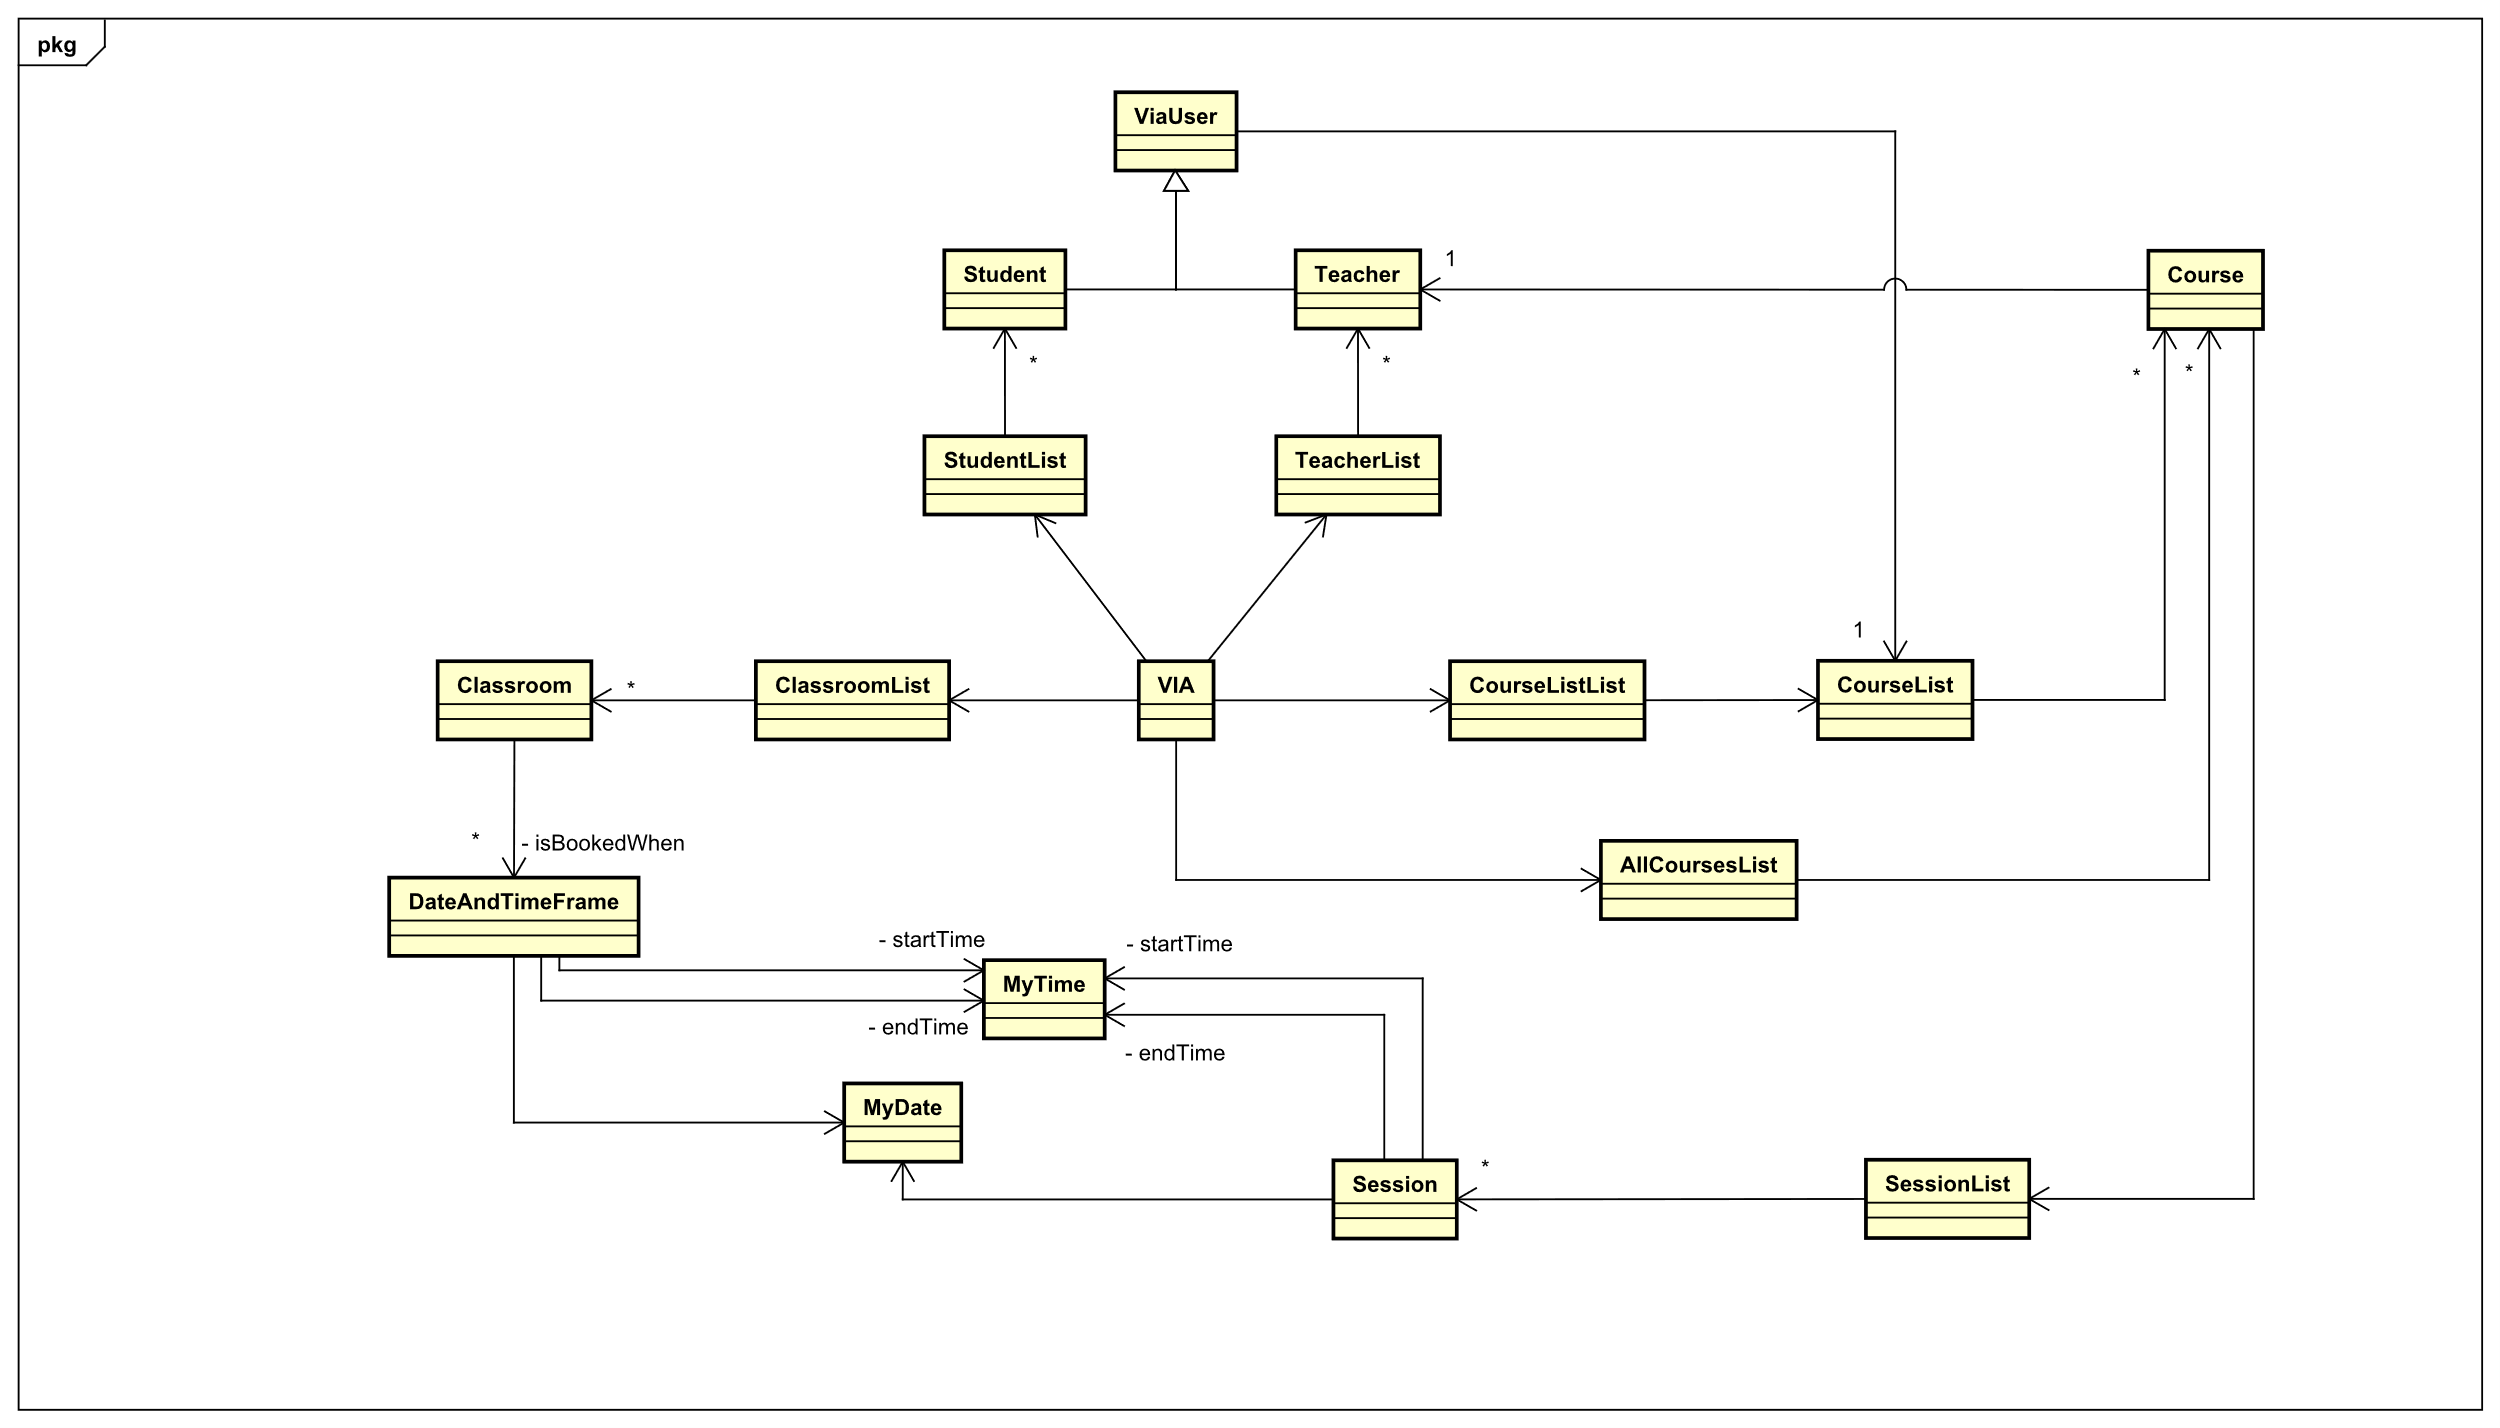 pkg
ViaUser
Student
Teacher
1
Course
*
*
*
*
StudentList
TeacherList
1
Classroom
*
ClassroomList
VIA
CourseListList
CourseList
*
- isBookedWhen
AllCoursesList
DateAndTimeFrame
- startTime
- startTime
MyTime
- endTime
- endTime
MyDate
Session
*
SessionList